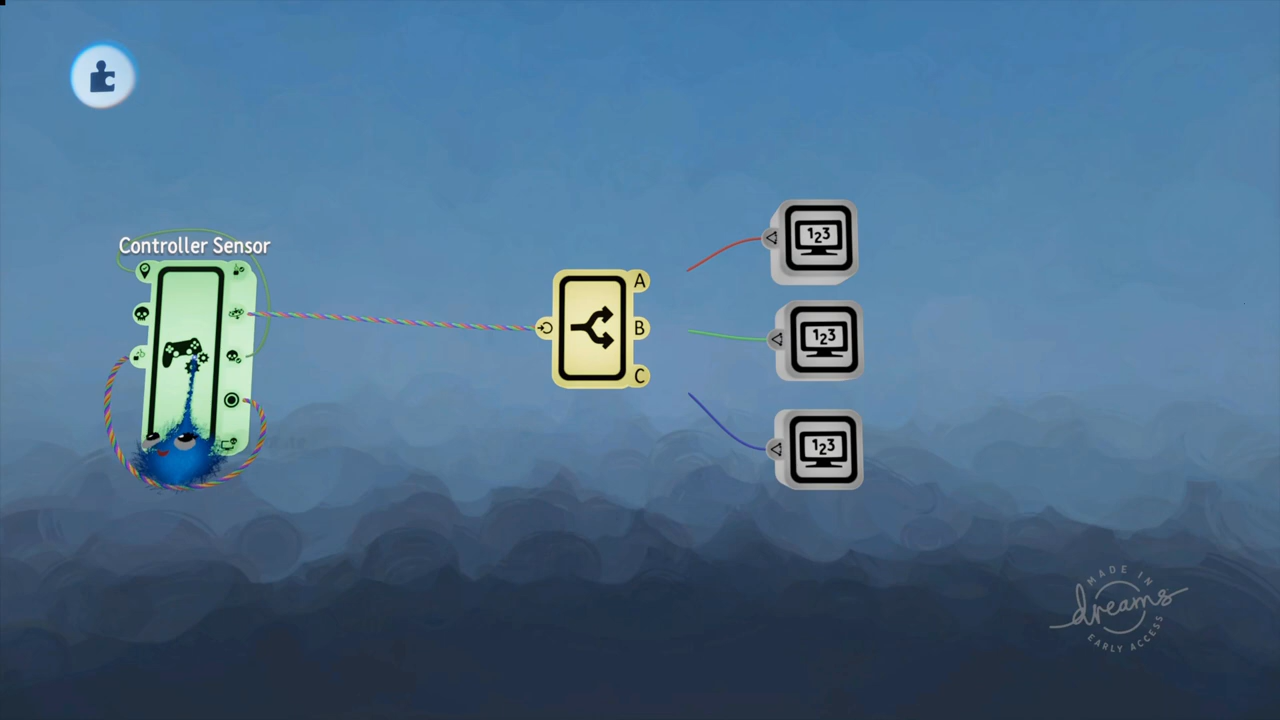 Controller Sensor
A
B
C
123
123
123
MADE IN
dreams
EARLY ACCESS